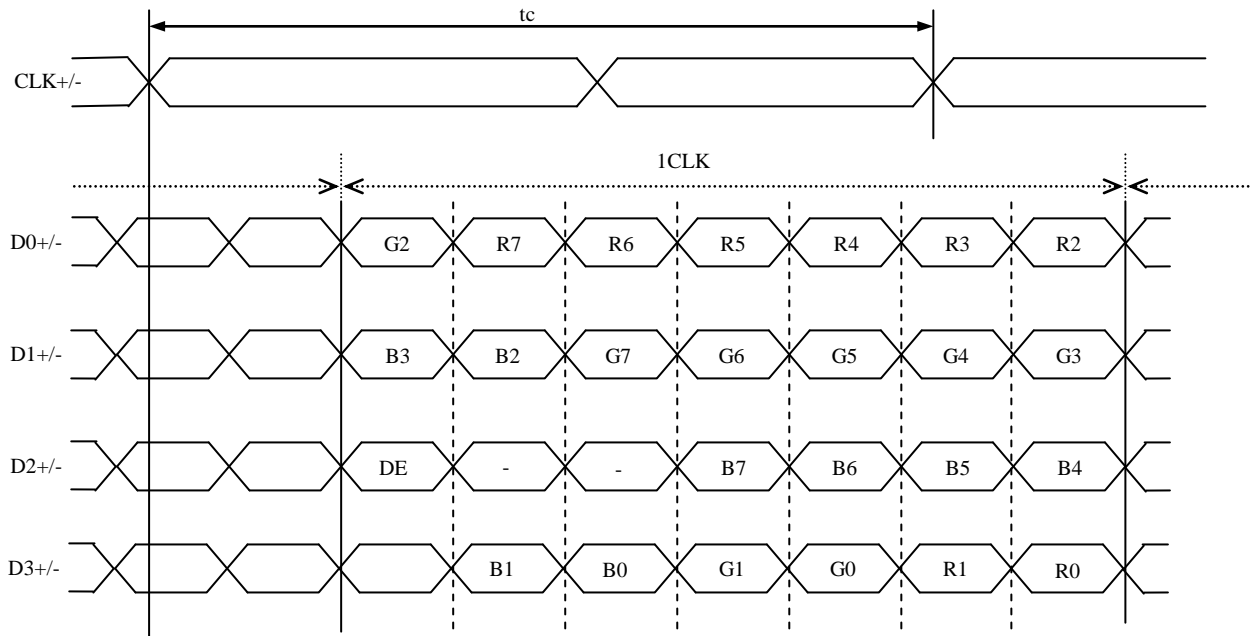 tc
CLK+/-
1CLK
D0+/- G2 R7 R6 R5 R4 R3 R2
D1+/- B3 B2 G7 G6 G5 G4 G3
D2+/- DE - - B7 B6 B5 B4
D3+/- B1 B0 G1 G0 R1 R0